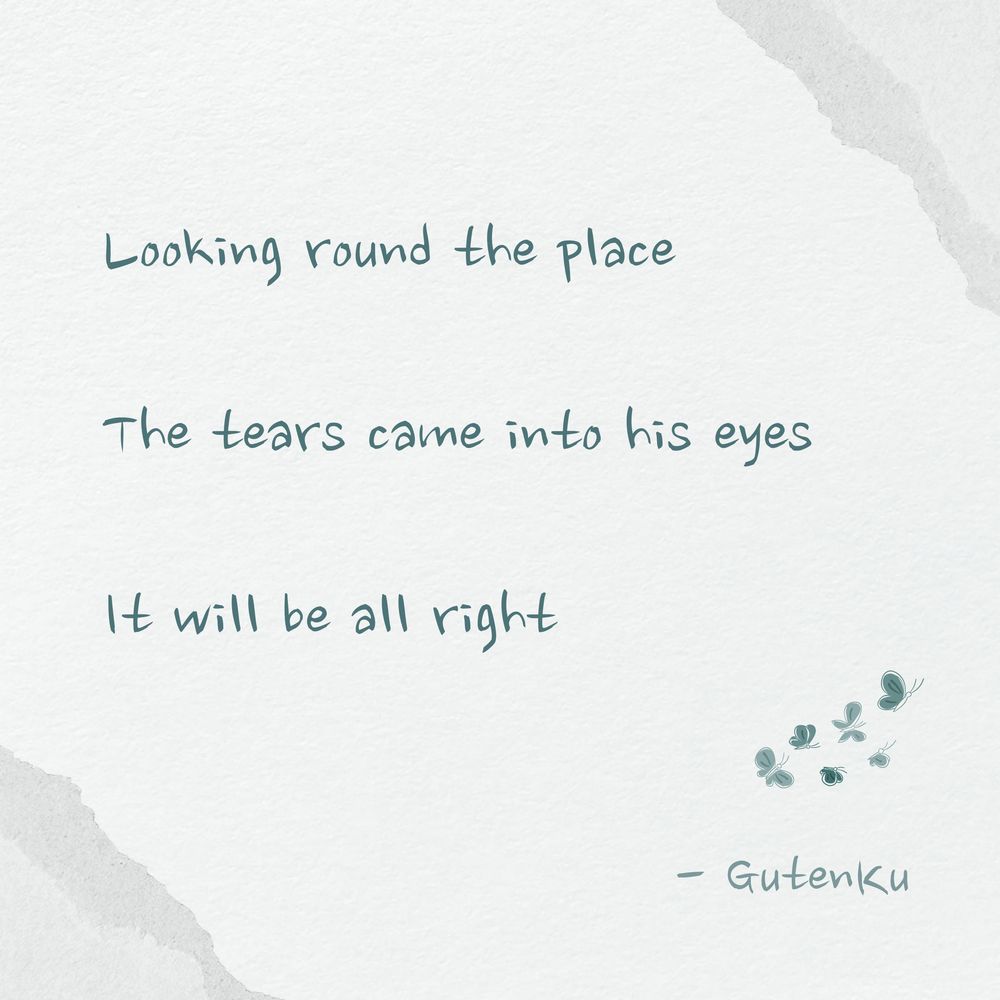 Looking round the place
The tears came into his eyes
It will be all right
- GutenKu